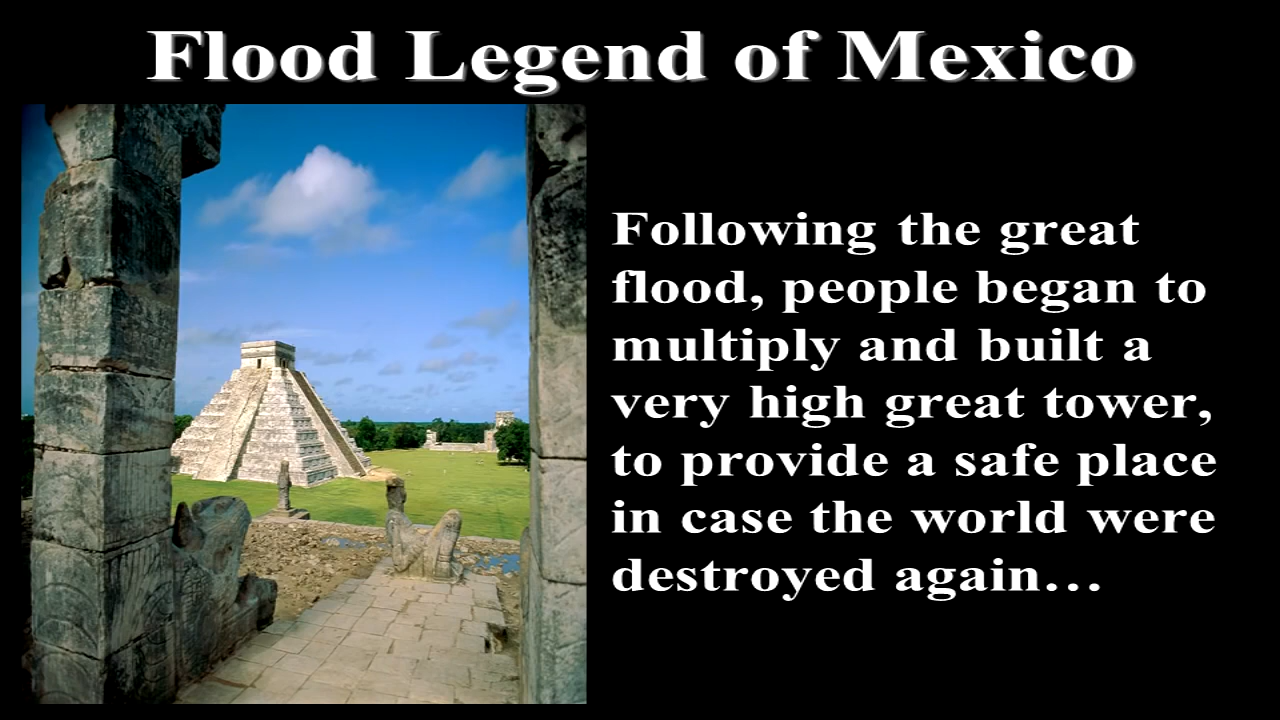 Flood Legend of Mexico
Following the great
flood, people began to
multiply and built a
very high great tower,
to provide a safe place
in case the world were
destroyed again…